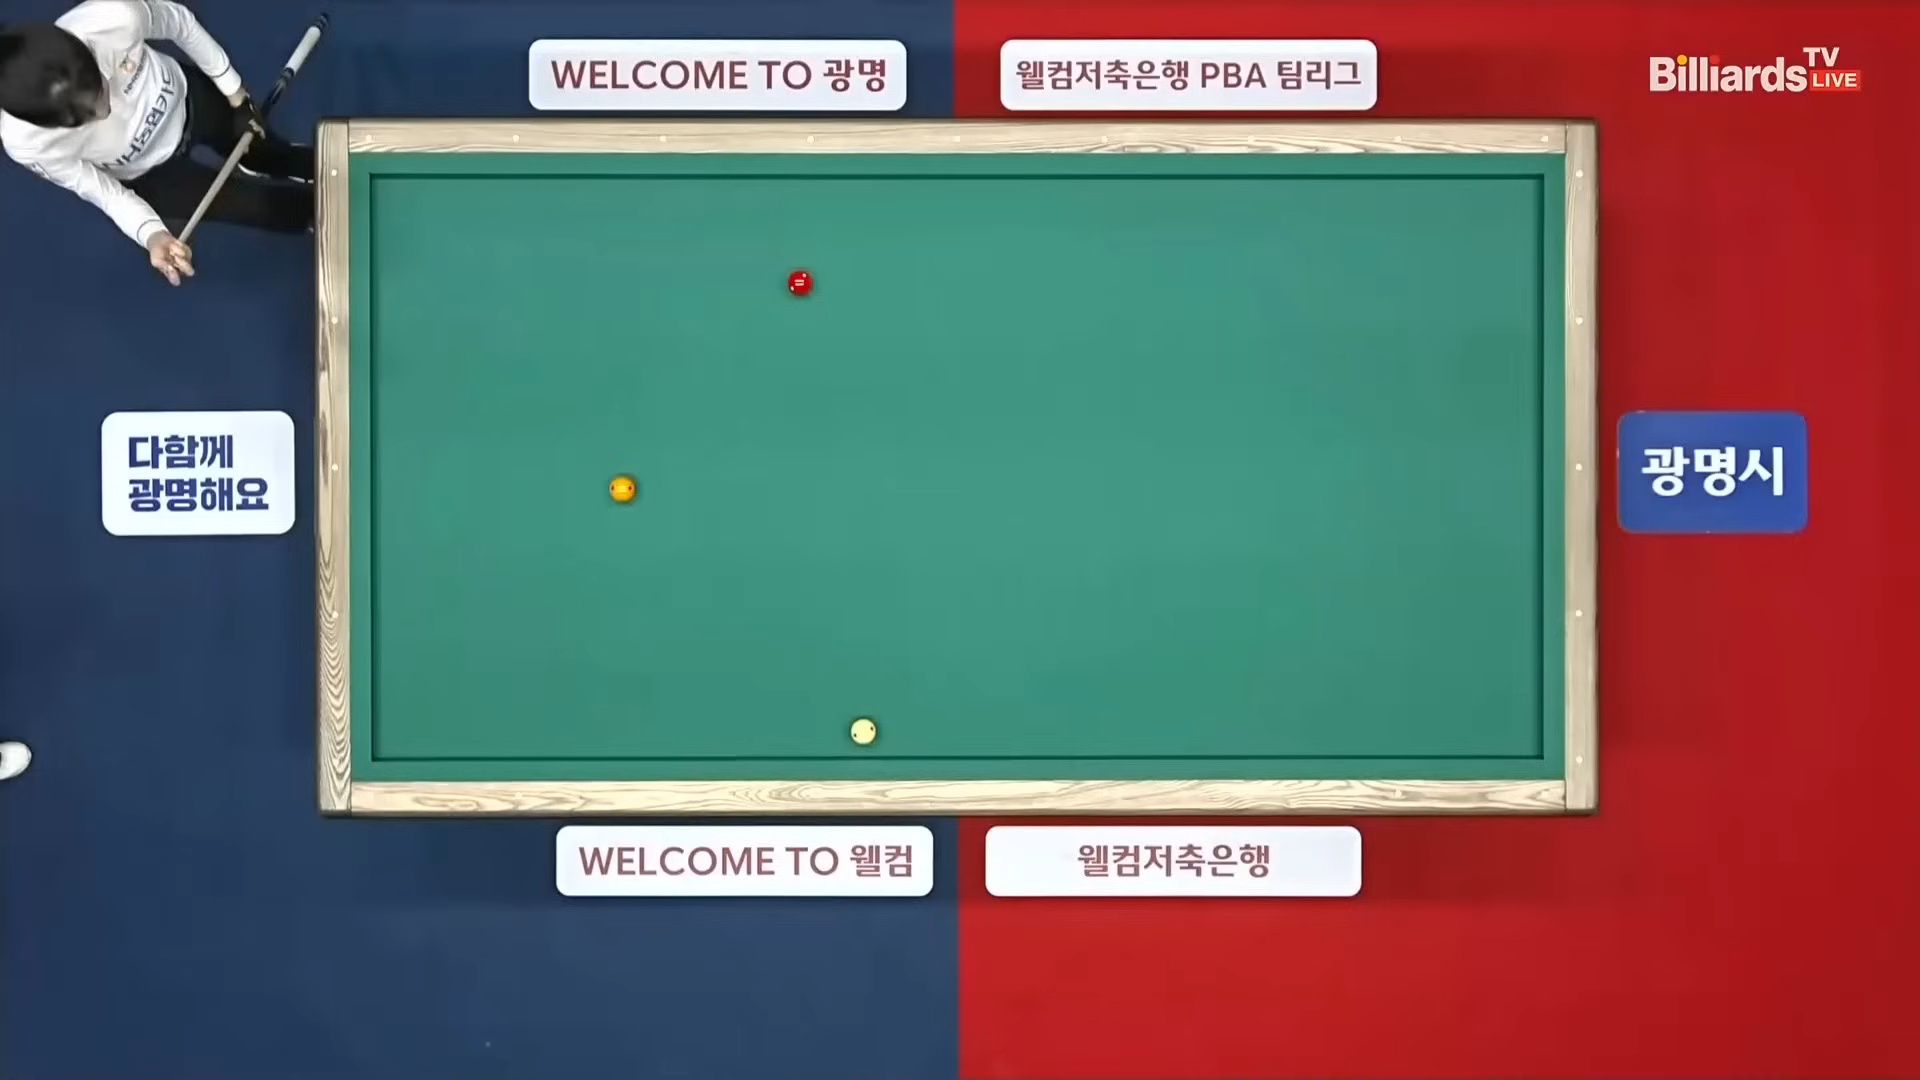 WELCOME TO 광명
웰컴저축은행 PBA 팀리그
Billiards TV
LIVE
다함께
광명해요
광명시
WELCOME TO 웰컴
웰컴저축은행